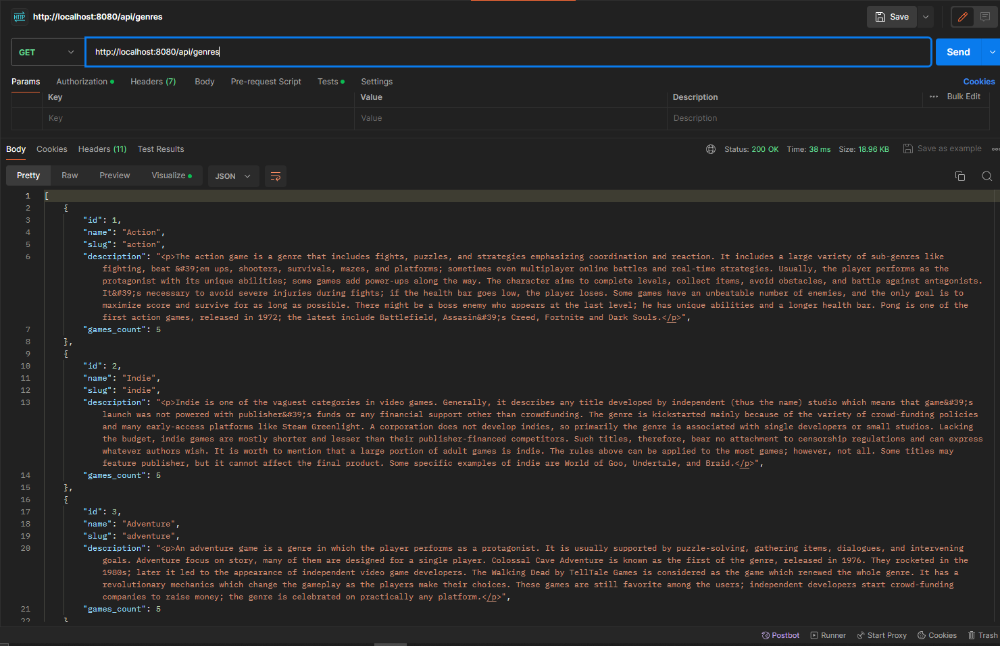 HTTP http://localhost:8080/api/genres Save
GET http://localhost:8080/api/genres Send
Params Authorization Headers (7) Body Pre-request Script Tests Settings Cookies
Key Value Description Bulk Edit
Key Value Description
Body Cookies Headers (11) Test Results Status: 200 OK Time: 38 ms Size: 18.96 KB Save as example
Pretty Raw Preview Visualize JSON
1 [
2 {
3 "id": 1,
4 "name": "Action",
5 "slug": "action",
6 "description": "<p>The action game is a genre that includes fights, puzzles, and strategies emphasizing coordination and reaction. It includes a large variety of sub-genres like
fighting, beat &#39;em ups, shooters, survivals, mazes, and platforms; sometimes even multiplayer online battles and real-time strategies. Usually, the player performs as the
protagonist with its unique abilities; some games add power-ups along the way. The character aims to complete levels, collect items, avoid obstacles, and battle against antagonists.
It&#39;s necessary to avoid severe injuries during fights; if the health bar goes low, the player loses. Some games have an unbeatable number of enemies, and the only goal is to
maximize score and survive for as long as possible. There might be a boss enemy who appears at the last level; he has unique abilities and a longer health bar. Pong is one of the
first action games, released in 1972; the latest include Battlefield, Assasin&#39;s Creed, Fortnite and Dark Souls.</p>",
7 "games_count": 5
8 },
9 {
10 "id": 2,
11 "name": "Indie",
12 "slug": "indie",
13 "description": "<p>Indie is one of the vaguest categories in video games. Generally, it describes any title developed by independent (thus the name) studio which means that game&#39;s
launch was not powered with publisher&#39;s funds or any financial support other than crowdfunding. The genre is kickstarted mainly because of the variety of crowd-funding policies
and many early-access platforms like Steam Greenlight. A corporation does not develop indies, so primarily the genre is associated with single developers or small studios. Lacking
the budget, indie games are mostly shorter and lesser than their publisher-financed competitors. Such titles, therefore, bear no attachment to censorship regulations and can express
whatever authors wish. It is worth to mention that a large portion of adult games is indie. The rules above can be applied to the most games; however, not all. Some titles may
feature publisher, but it cannot affect the final product. Some specific examples of indie are World of Goo, Undertale, and Braid.</p>",
14 "games_count": 5
15 },
16 {
17 "id": 3,
18 "name": "Adventure",
19 "slug": "adventure",
20 "description": "<p>An adventure game is a genre in which the player performs as a protagonist. It is usually supported by puzzle-solving, gathering items, dialogues, and intervening
goals. Adventure focus on story, many of them are designed for a single player. Colossal Cave Adventure is known as the first of the genre, released in 1976. They rocketed in the
1980s; later it led to the appearance of independent video game developers. The Walking Dead by TellTale Games is considered as the game which renewed the whole genre. It has a
revolutionary mechanics which change the gameplay as the players make their choices. These games are still favorite among the users; independent developers start crowd-funding
companies to raise money; the genre is celebrated on practically any platform.</p>",
21 "games_count": 5
22 }
Postbot Runner Start Proxy Cookies Trash